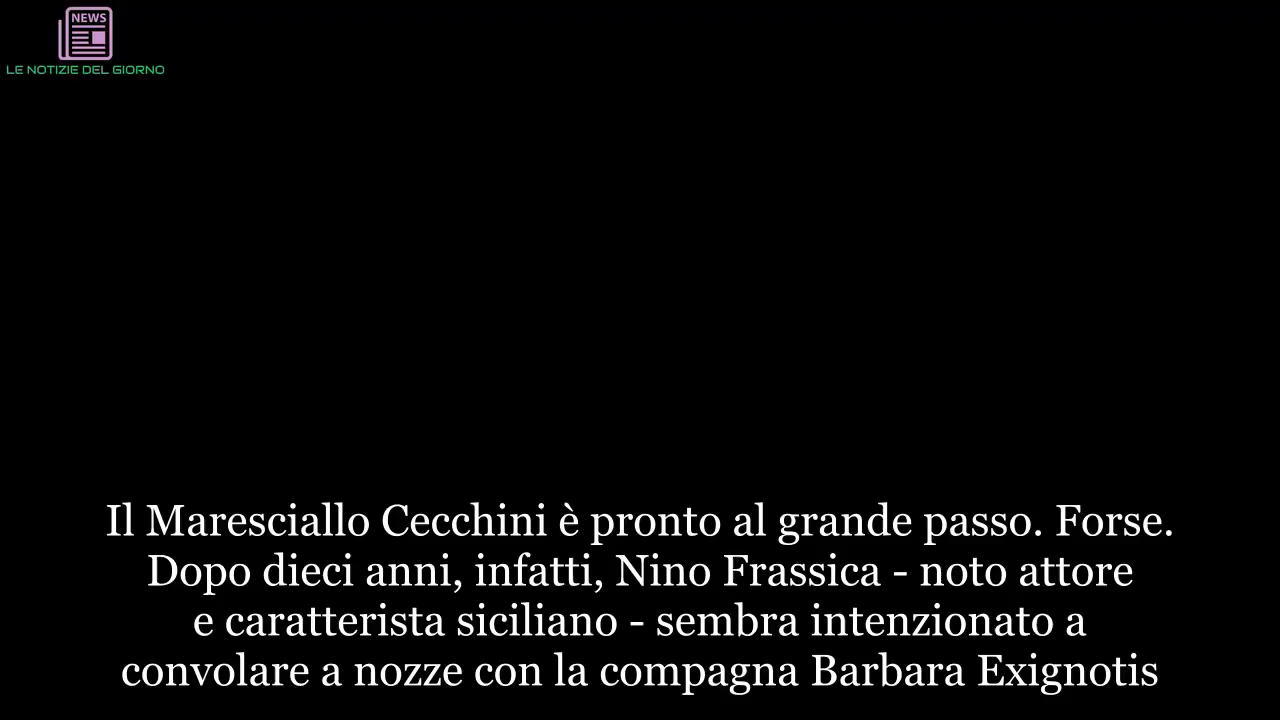 NEWS
LE NOTIZIE DEL GIORNO
Il Maresciallo Cecchini è pronto al grande passo. Forse.
Dopo dieci anni, infatti, Nino Frassica - noto attore
e caratterista siciliano - sembra intenzionato a
convolare a nozze con la compagna Barbara Exignotis